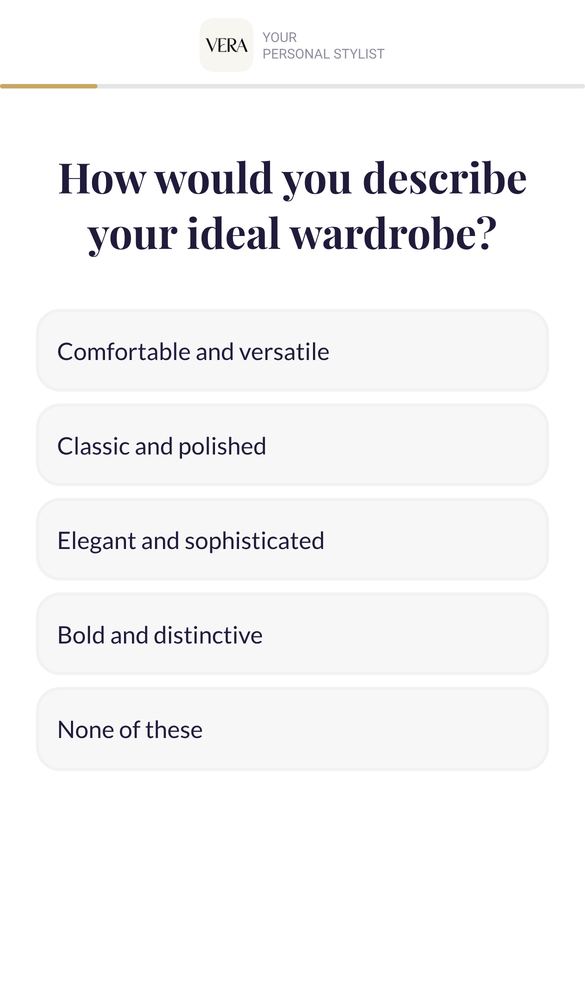 VERA
YOUR
PERSONAL STYLIST
How would you describe
your ideal wardrobe?
Comfortable and versatile
Classic and polished
Elegant and sophisticated
Bold and distinctive
None of these